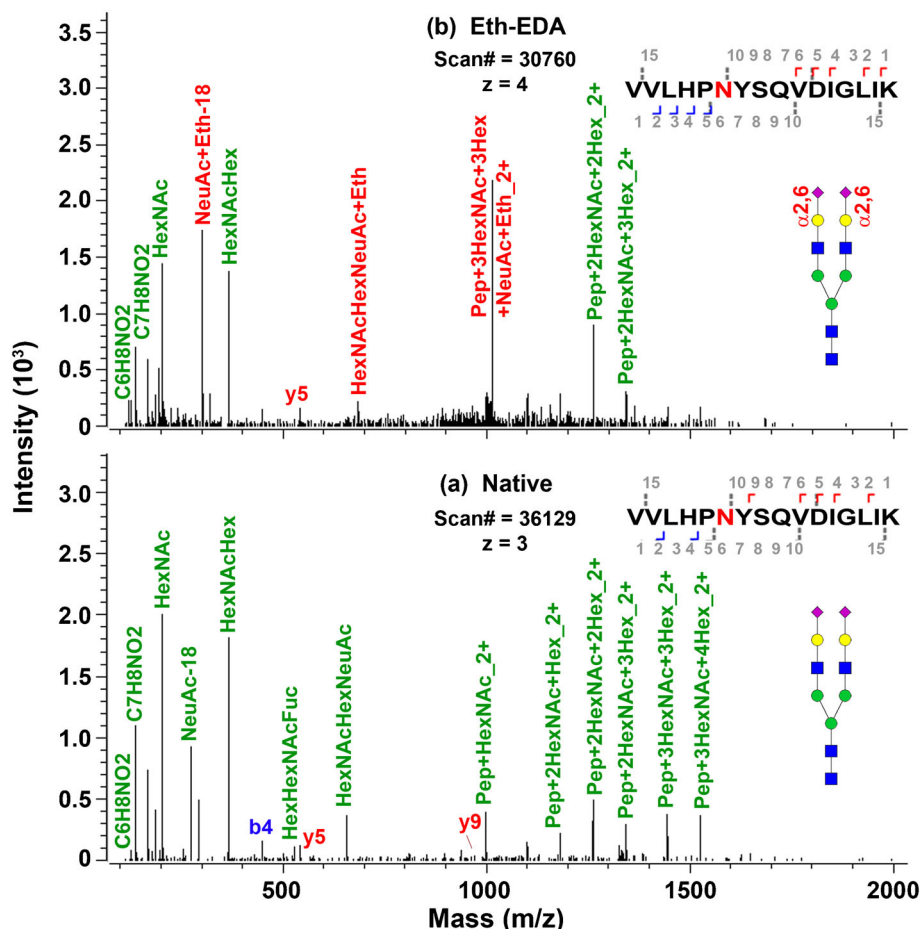 (b) Eth-EDA
Scan# = 30760
z = 4
15 10 9 8 7 6 5 4 3 2 1
VVLHPNYSQVDIGLIK
1 2 3 4 5 6 7 8 9 10 15
α2,6
α2,6
3.5
3.0
2.5
2.0
1.5
1.0
0.5
0
C6H8NO2
C7H8NO2
HexNAc
NeuAc+Eth-18
HexNAcHex
y5
HexNAcHexNeuAc+Eth
Pep+3HexNAc+3Hex
+NeuAc+Eth_2+
Pep+2HexNAc+2Hex_2+
Pep+2HexNAc+3Hex_2+
Intensity (10³)
(a) Native
Scan# = 36129
z = 3
15 10 9 8 7 6 5 4 3 2 1
VVLHPNYSQVDIGLIK
1 2 3 4 5 6 7 8 9 10 15
3.0
2.5
2.0
1.5
1.0
0.5
0
C6H8NO2
C7H8NO2
HexNAc
NeuAc-18
HexNAcHex
b4
HexHexNAcFuc
y5
HexNAcHexNeuAc
y9
Pep+HexNAc_2+
Pep+2HexNAc+Hex_2+
Pep+2HexNAc+2Hex_2+
Pep+2HexNAc+3Hex_2+
Pep+3HexNAc+3Hex_2+
Pep+3HexNAc+4Hex_2+
500 1000 1500 2000
Mass (m/z)